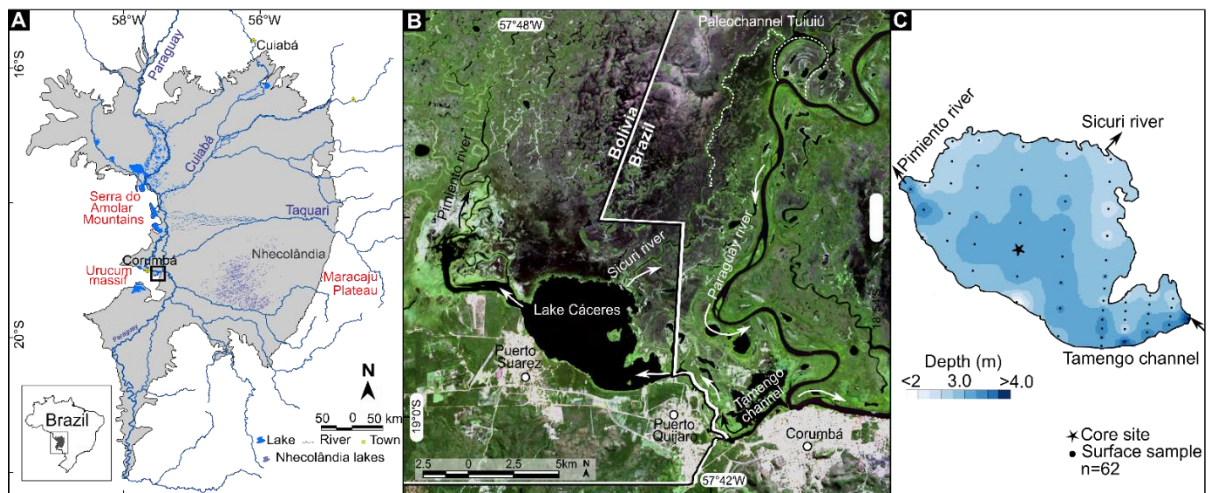 A
58°W
56°W
16°S
20°S
Paraguay
Cuiabá
Cuiabá
Serra do
Amolar
Mountains
Taquari
Corumbá
Nhecolândia
Urucum
massif
Maracaju
Plateau
Paraguay
N
50 0 50 km
Brazil
Lake River Town
Nhecolândia lakes
B
57°48'W
Paleochannel Tuiuiú
Bolívia
Brazil
Pimiento river
Sicuri river
Paraguay river
Lake Cáceres
Puerto
Suarez
Tamengo
channel
Puerto
Quijaro
Corumbá
19°0'S
2.5 0 2.5 5km
N
57°42'W
C
Pimiento river
Sicuri river
Tamengo channel
Depth (m)
<2 3.0 >4.0
Core site
Surface sample
n=62